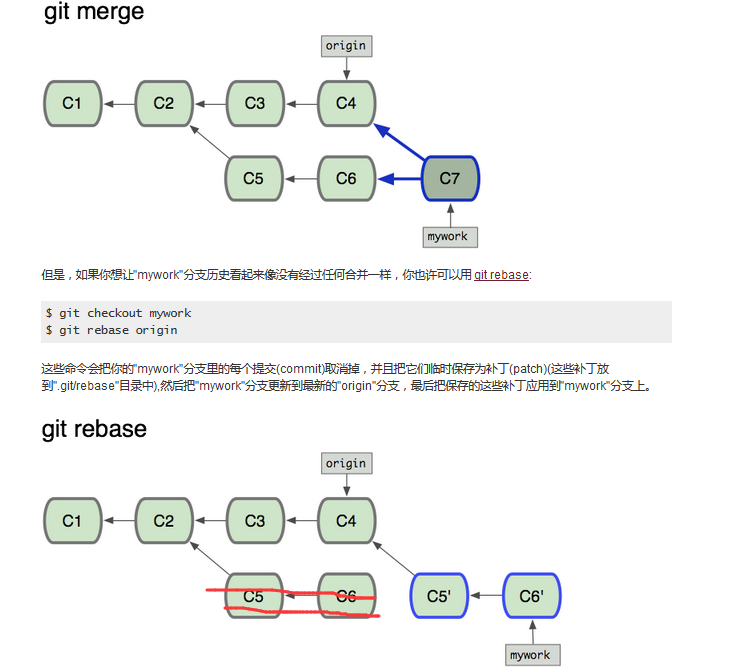 git merge
origin
C1 C2 C3 C4
C5 C6 C7
mywork
但是，如果你想让"mywork"分支历史看起来像没有经过任何合并一样，你也许可以用 git rebase:
$ git checkout mywork
$ git rebase origin
这些命令会把你的"mywork"分支里的每个提交(commit)取消掉，并且把它们临时保存为补丁(patch)(这些补丁放
到".git/rebase"目录中),然后把"mywork"分支更新到最新的"origin"分支，最后把保存的这些补丁应用到"mywork"分支上。
git rebase
origin
C1 C2 C3 C4
C5 C6 C5' C6'
mywork